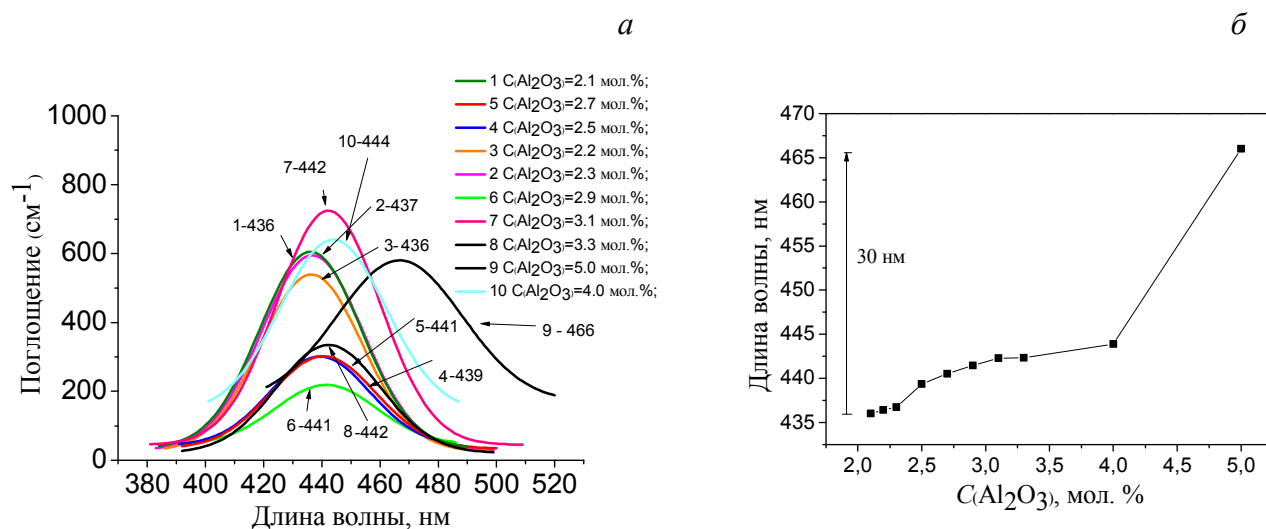 а
1 C(Al2O3)=2.1 мол.%;
5 C(Al2O3)=2.7 мол.%;
4 C(Al2O3)=2.5 мол.%;
3 C(Al2O3)=2.2 мол.%;
2 C(Al2O3)=2.3 мол.%;
6 C(Al2O3)=2.9 мол.%;
7 C(Al2O3)=3.1 мол.%;
8 C(Al2O3)=3.3 мол.%;
9 C(Al2O3)=5.0 мол.%;
10 C(Al2O3)=4.0 мол.%;
10-444
7-442
2-437
1-436
3- 436
5-441
9 - 466
4-439
6-441
8-442
1000
800
600
400
200
0
Поглощение (см-1)
380 400 420 440 460 480 500 520
Длина волны, нм
б
470
465
460
455
450
445
440
435
30 нм
Длина волны, нм
2,0 2,5 3,0 3,5 4,0 4,5 5,0
C(Al2O3), мол. %